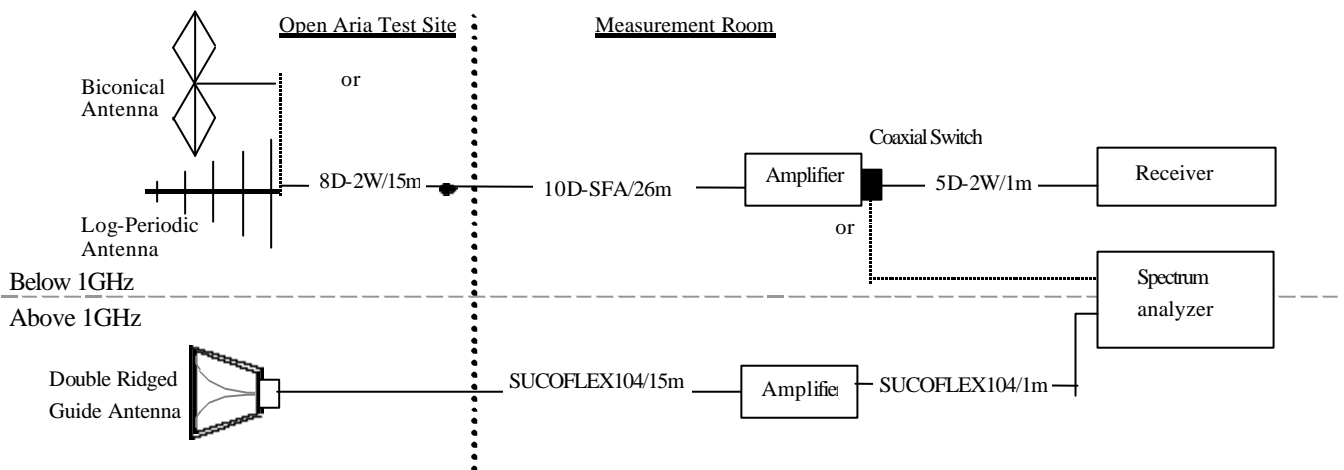 Open Aria Test Site
Measurement Room
or
Biconical
Antenna
Coaxial Switch
8D-2W/15m
10D-SFA/26m
Amplifier
5D-2W/1m
Receiver
Log-Periodic
Antenna
or
Below 1GHz
Spectrum
analyzer
Above 1GHz
Double Ridged
Guide Antenna
SUCOFLEX104/15m
Amplifier
SUCOFLEX104/1m